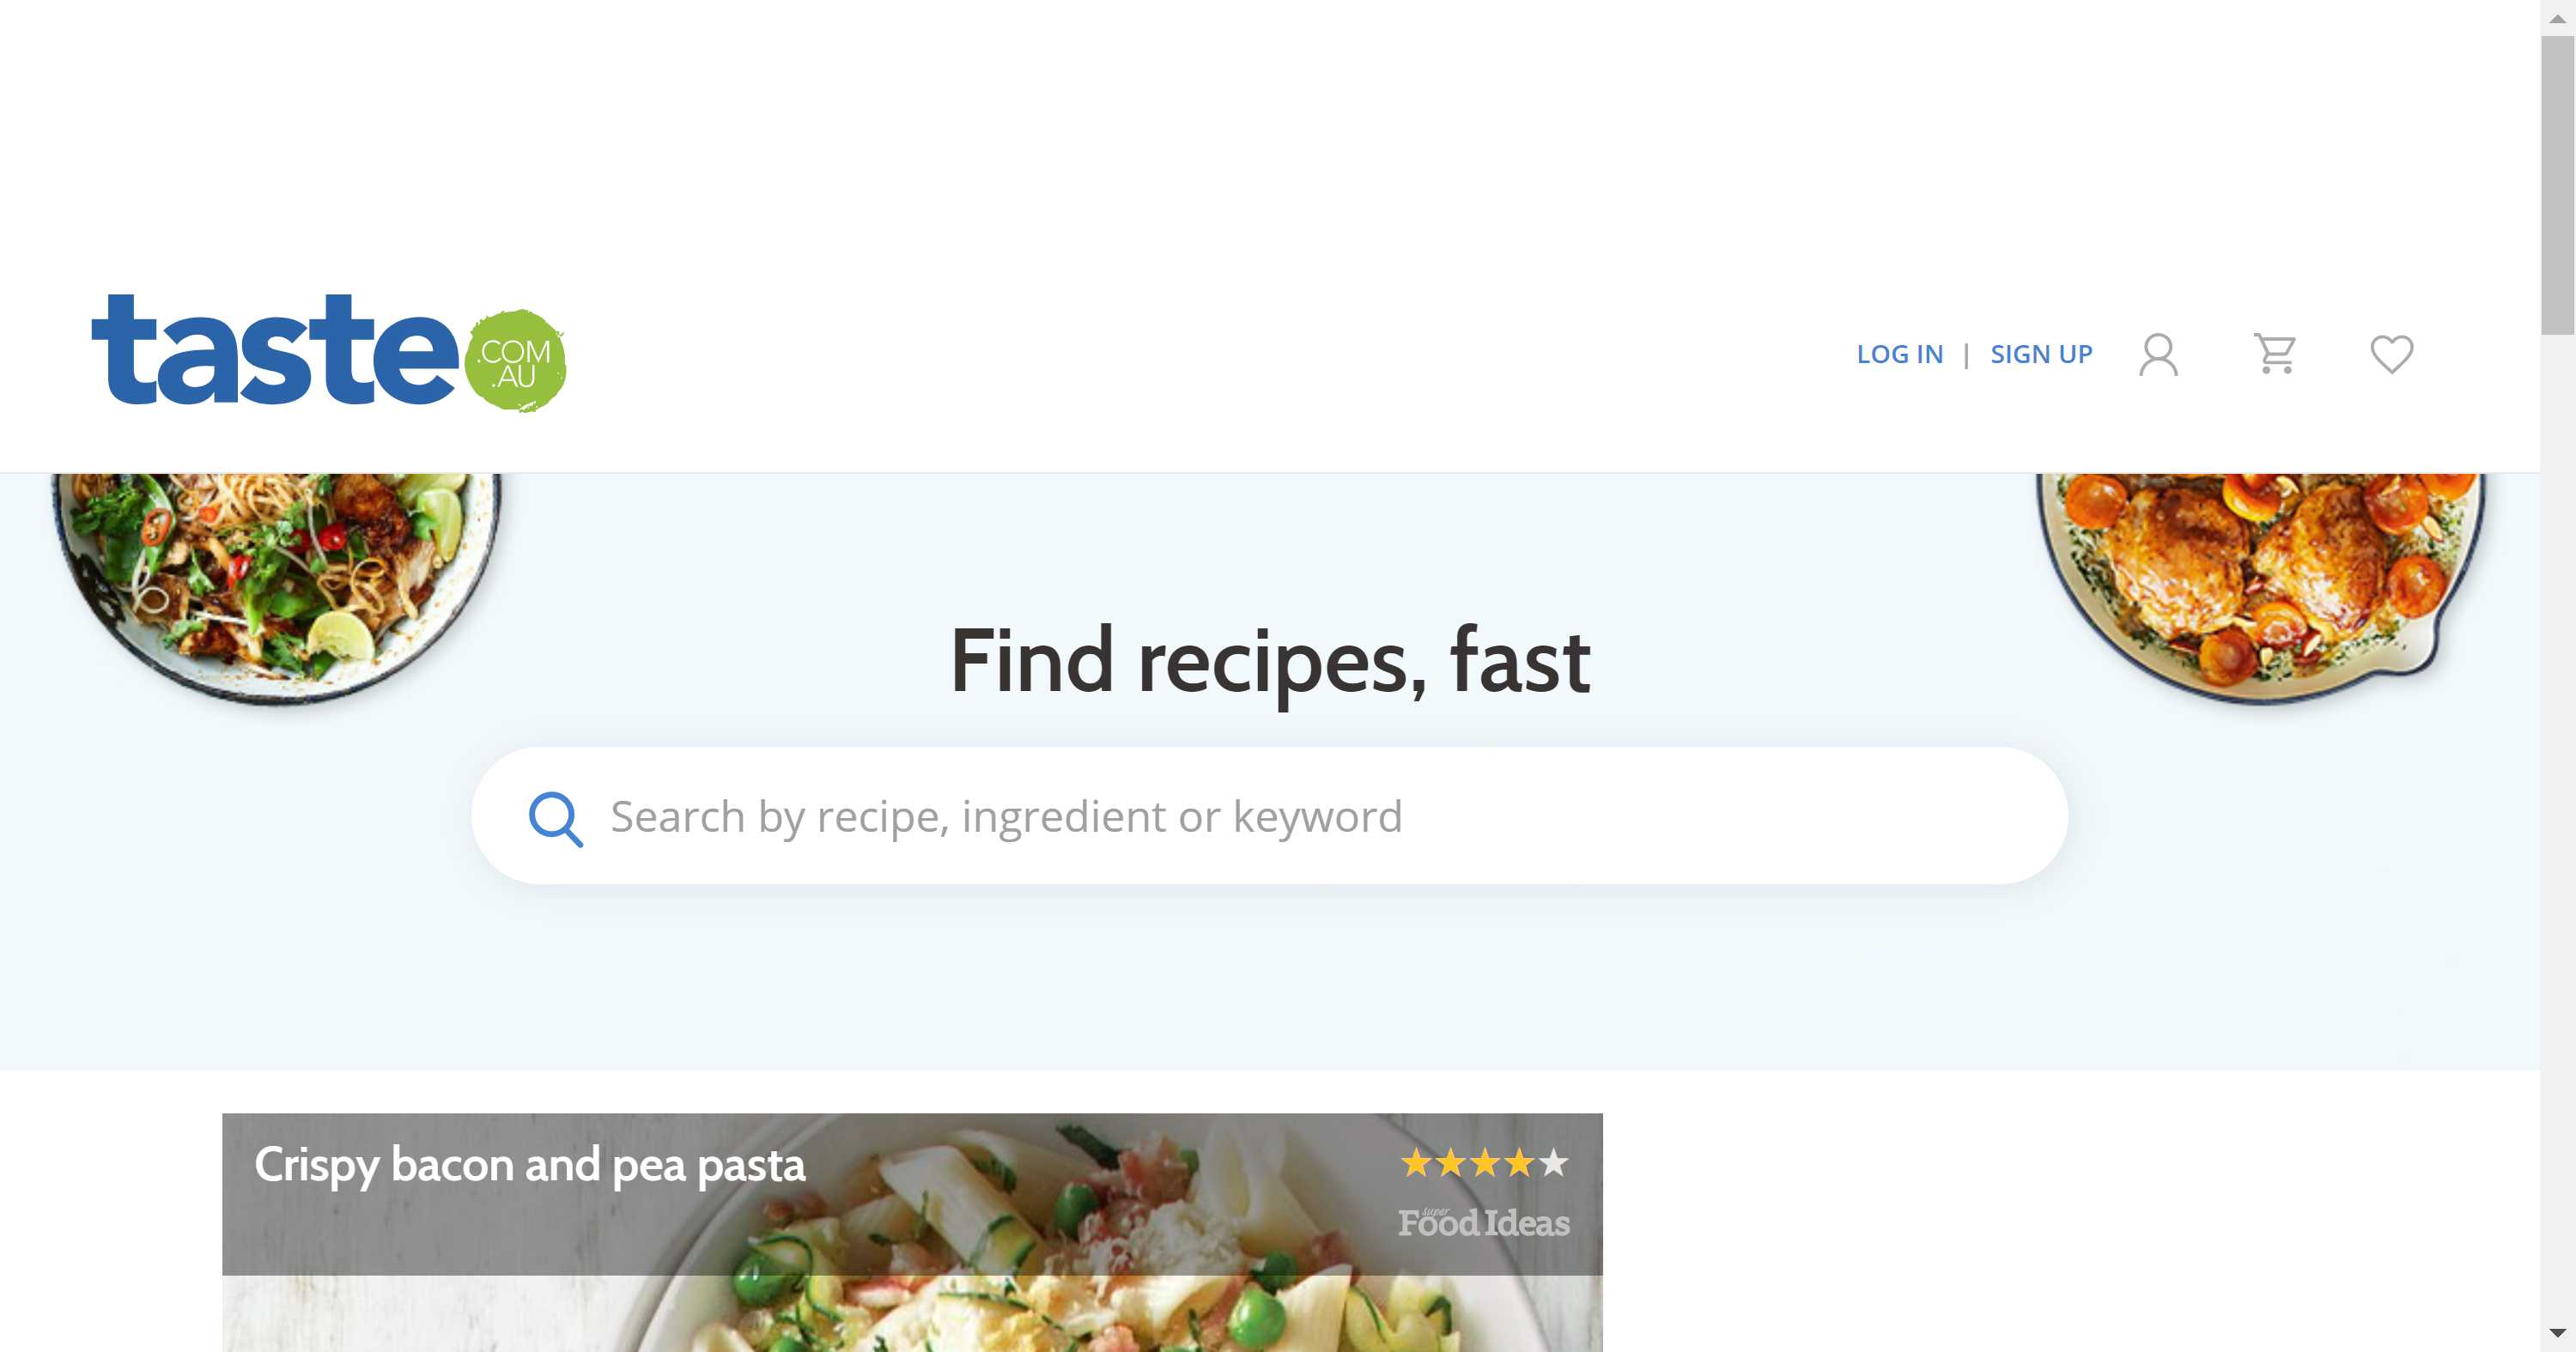 taste
.COM
.AU
LOG IN | SIGN UP
Find recipes, fast
Search by recipe, ingredient or keyword
Crispy bacon and pea pasta
super
Food Ideas